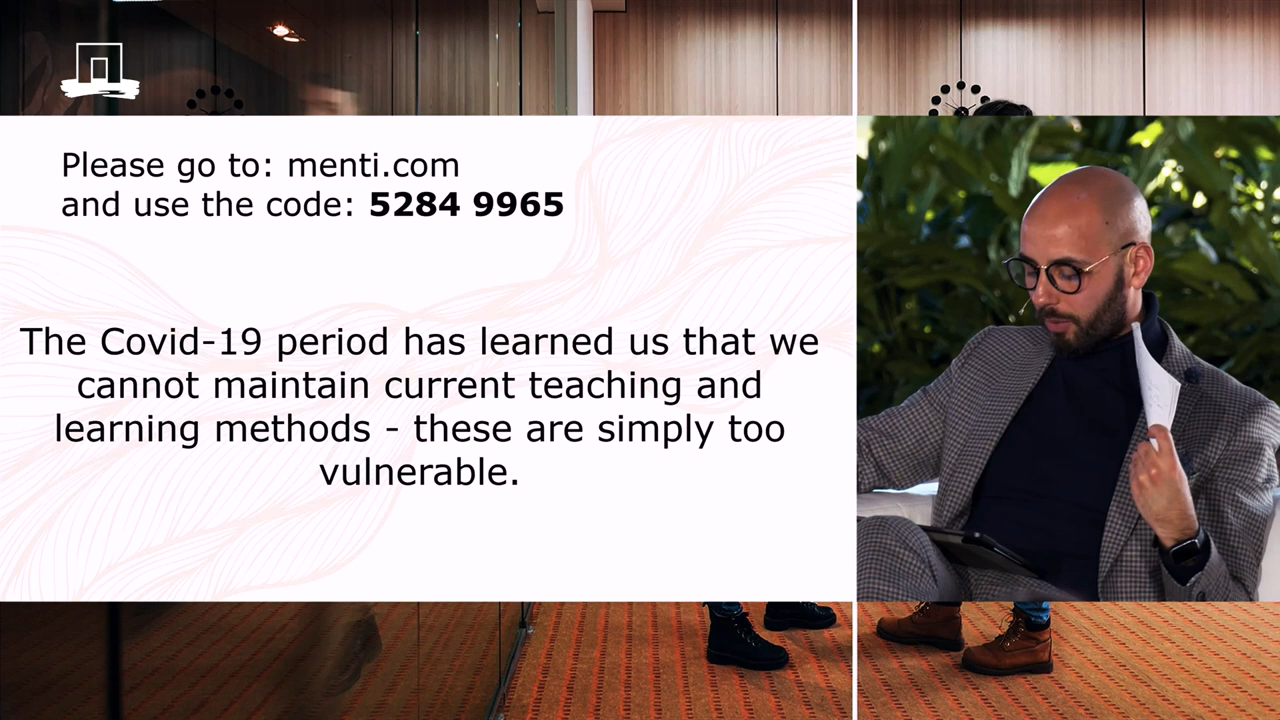 Please go to: menti.com
and use the code: 5284 9965
The Covid-19 period has learned us that we
cannot maintain current teaching and
learning methods - these are simply too
vulnerable.